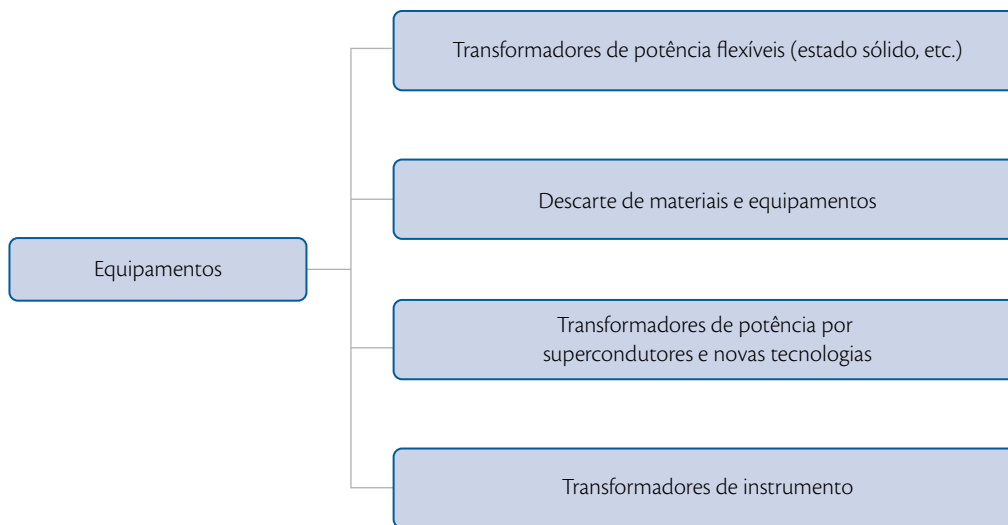 Transformadores de potência flexíveis (estado sólido, etc.)
Descarte de materiais e equipamentos
Equipamentos
Transformadores de potência por
supercondutores e novas tecnologias
Transformadores de instrumento